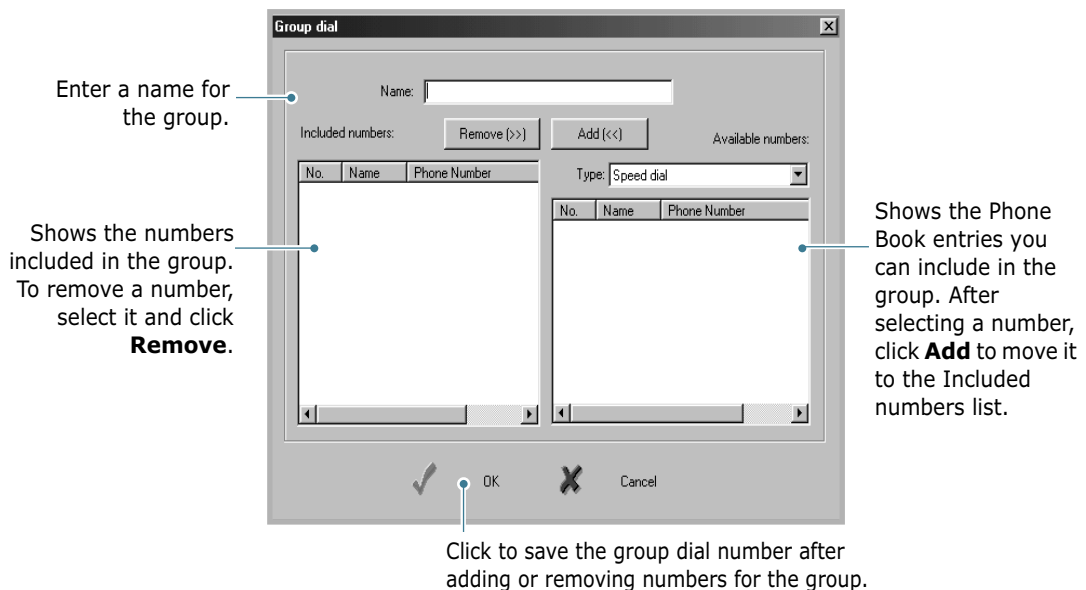 Group dial
Enter a name for
the group.
Name:
Included numbers:
Remove (>>)
Add (<<)
Available numbers:
No. Name Phone Number
Type: Speed dial
No. Name Phone Number
Shows the numbers
included in the group.
To remove a number,
select it and click
Remove.
Shows the Phone
Book entries you
can include in the
group. After
selecting a number,
click Add to move it
to the Included
numbers list.
OK
Cancel
Click to save the group dial number after
adding or removing numbers for the group.